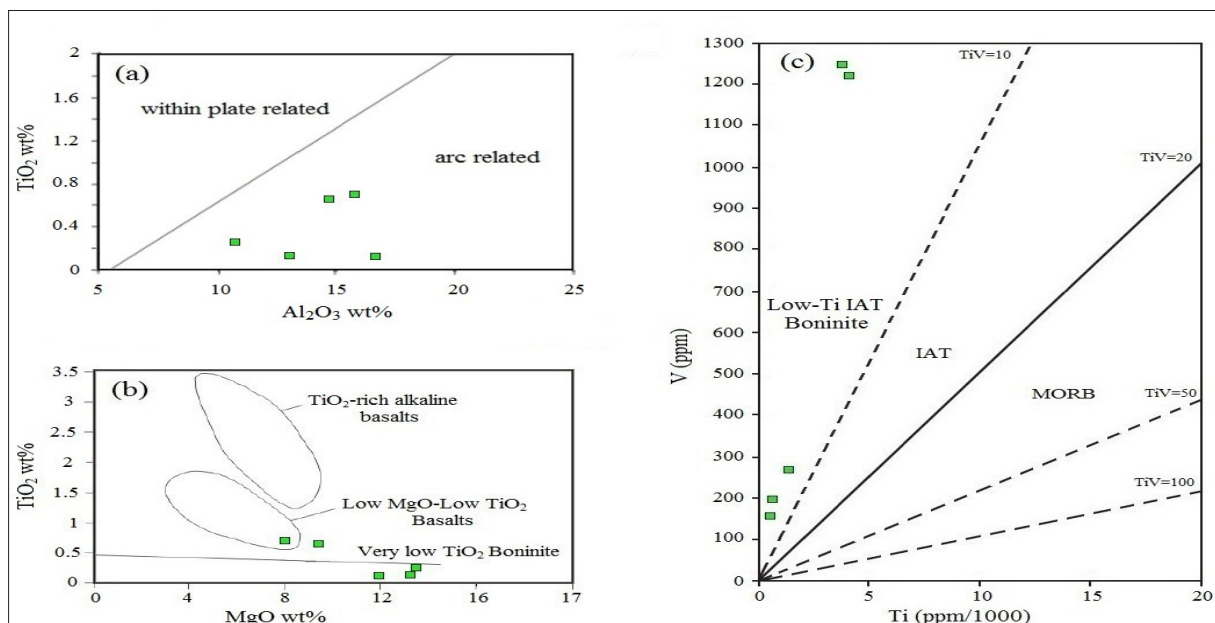 (a)
2
1.6
1.2
0.8
0.4
0
TiO₂ wt%
within plate related
arc related
5
10
15
20
25
Al₂O₃ wt%
(b)
3.5
3
2.5
2
1.5
1
0.5
0
TiO₂ wt%
TiO₂-rich alkaline
basalts
Low MgO-Low TiO₂
Basalts
Very low TiO₂ Boninite
0
4
8
12
16
17
MgO wt%
(c)
1300
1200
1100
1000
900
800
700
600
500
400
300
200
100
0
V (ppm)
TiV=10
TiV=20
Low-Ti IAT
Boninite
IAT
MORB
TiV=50
TiV=100
0
5
10
15
20
Ti (ppm/1000)